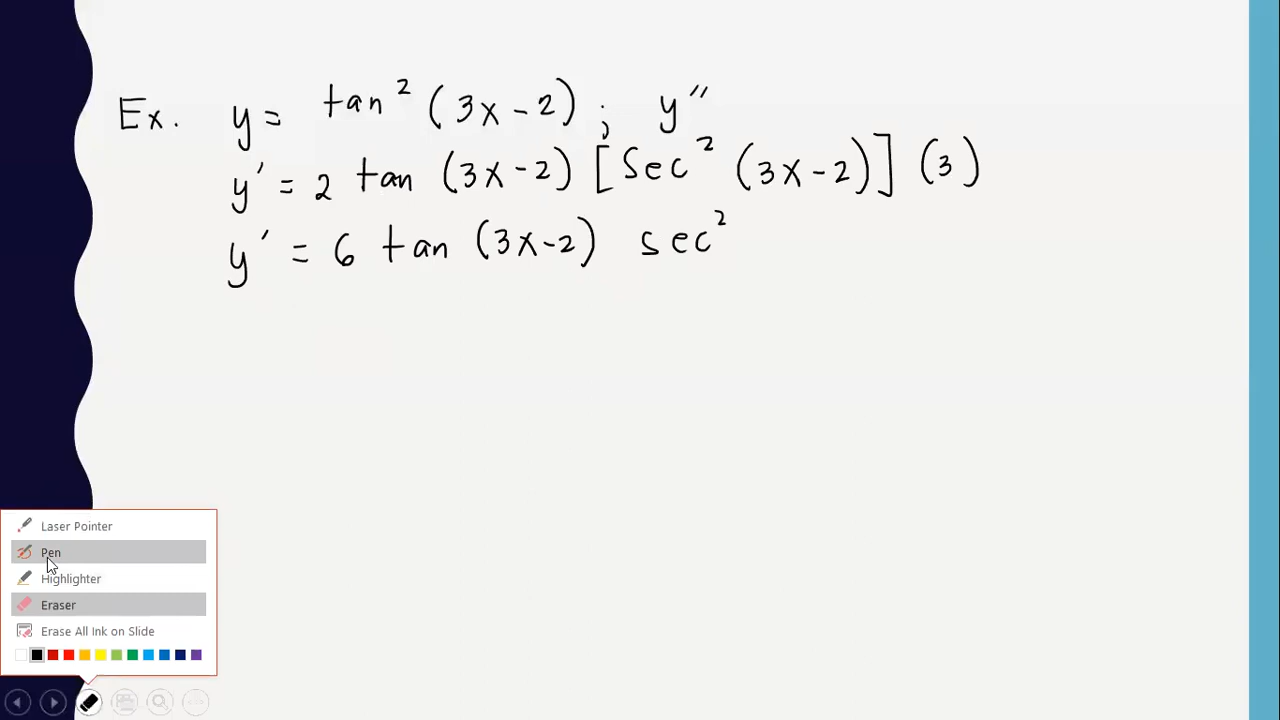 Ex. y = tan² (3x-2) ; y''
y' = 2 tan (3x-2) [Sec² (3x-2)] (3)
y' = 6 tan (3x-2) sec²
Laser Pointer
Pen
Highlighter
Eraser
Erase All Ink on Slide